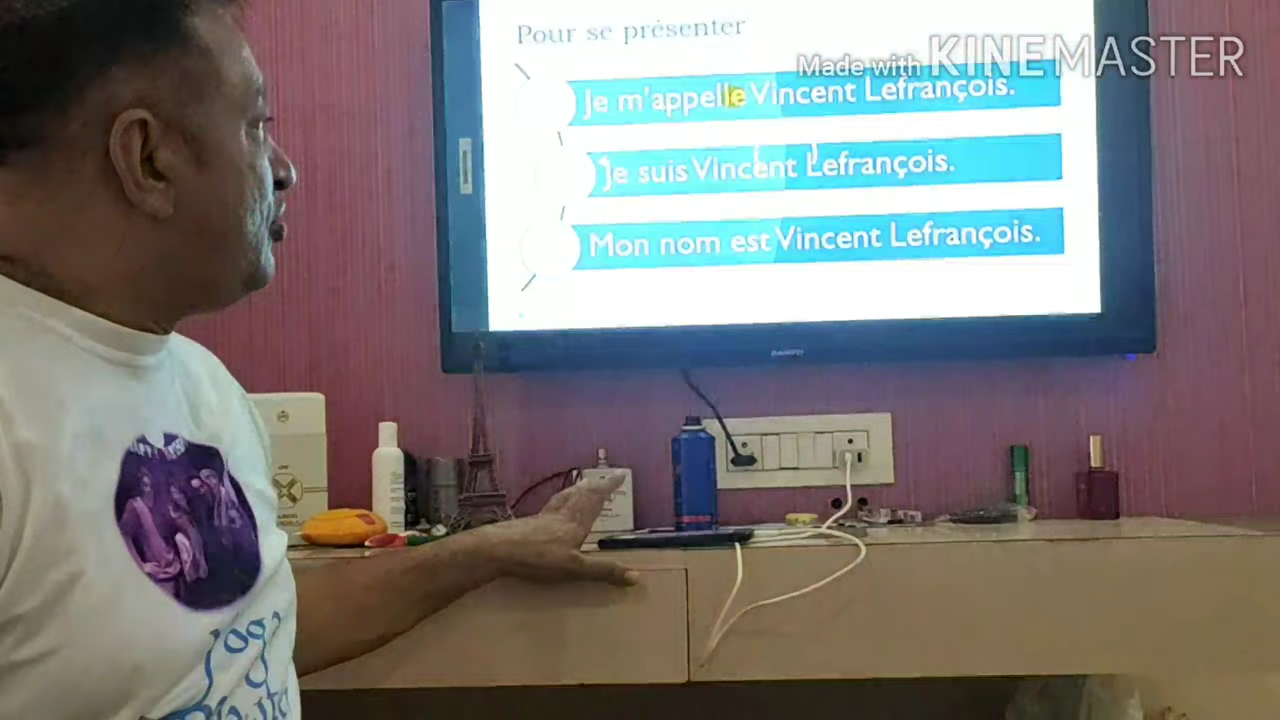 Pour se présenter
Made with KINEMASTER
Je m'appelle Vincent Lefrançois.
Je suis Vincent Lefrançois.
Mon nom est Vincent Lefrançois.